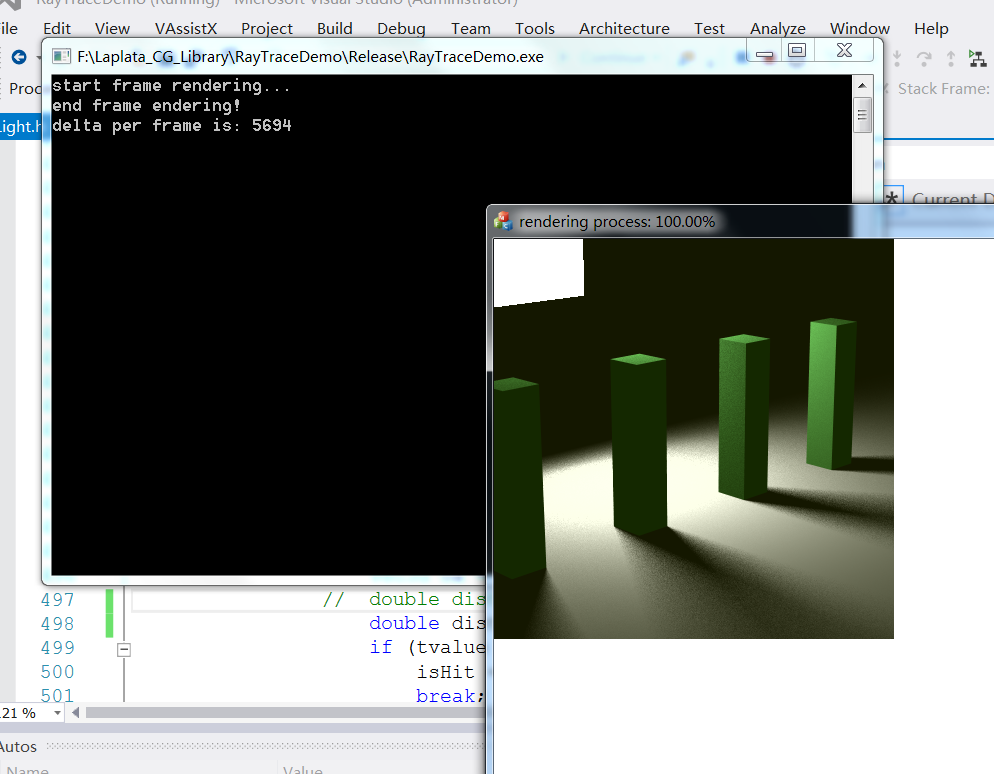 RayTraceDemo (Running) - Microsoft Visual Studio (Administrator)
ile Edit View VAssistX Project Build Debug Team Tools Architecture Test Analyze Window Help
F:\Laplata_CG_Library\RayTraceDemo\Release\RayTraceDemo.exe
Proc
Stack Frame:
start frame rendering...
end frame endering!
delta per frame is: 5694
Light.h
Current D
rendering process: 100.00%
497 // double dis
498 double dis
499 if (tvalue
500 isHit
501 break;
121 %
Autos
Name Value